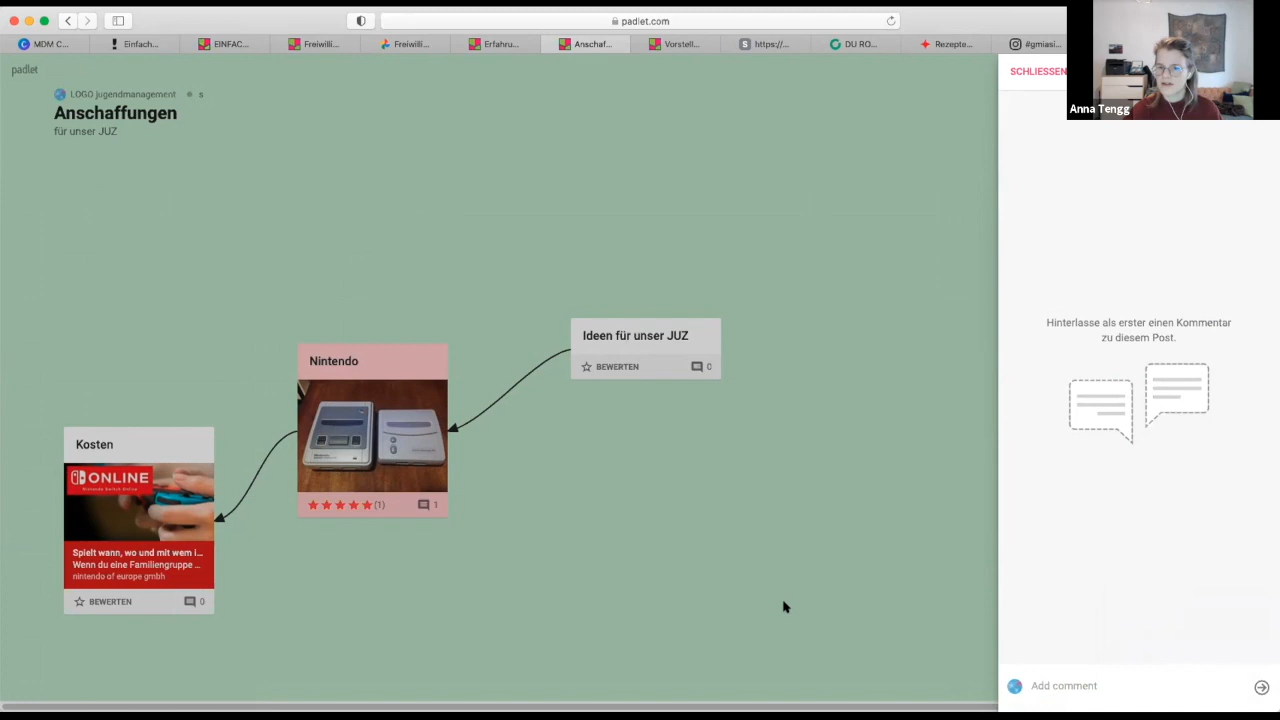 padlet.com
MDM C...
Einfach...
EINFAC...
Freiwilli...
Freiwilli...
Erfahru...
Anschaf...
Vorstell...
https://...
DU RO...
Rezepte...
#gmiasi...
padlet
LOGO jugendmanagement
s
Anschaffungen
für unser JUZ
SCHLIESSEN
Anna Tengg
Ideen für unser JUZ
BEWERTEN
0
Nintendo
(1)
1
Kosten
ONLINE
Nintendo Switch Online
Spielt wann, wo und mit wem i...
Wenn du eine Familiengruppe ...
nintendo of europe gmbh
BEWERTEN
0
Hinterlasse als erster einen Kommentar
zu diesem Post.
Add comment